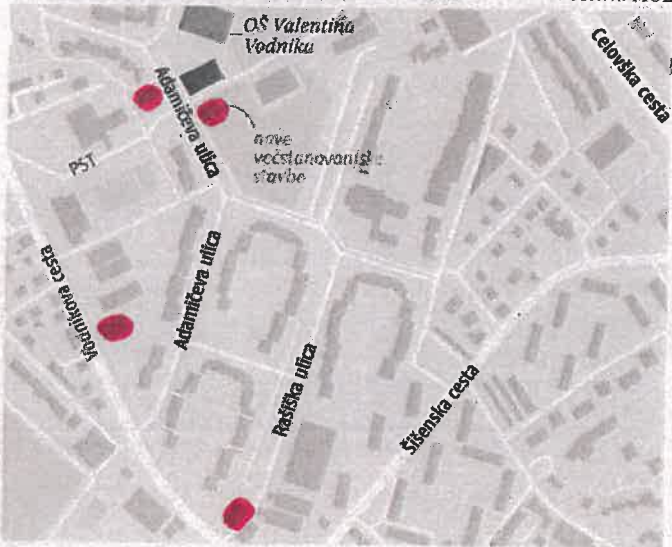 OŠ Valentina
Vodnika
Celovška cesta
Adamičeva ulica
nove
večstanovanjske
stavbe
PST
Vodnikova cesta
Adamičeva ulica
Rašiška ulica
Šišenska cesta